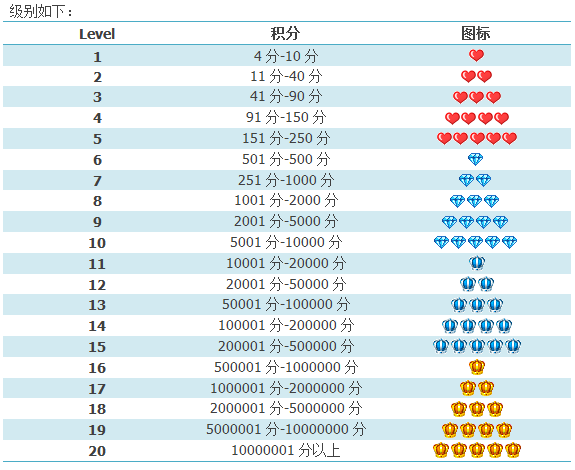 级别如下：
Level 积分 图标
1 4分-10分
2 11分-40分
3 41分-90分
4 91分-150分
5 151分-250分
6 501分-500分
7 251分-1000分
8 1001分-2000分
9 2001分-5000分
10 5001分-10000分
11 10001分-20000分
12 20001分-50000分
13 50001分-100000分
14 100001分-200000分
15 200001分-500000分
16 500001分-1000000分
17 1000001分-2000000分
18 2000001分-5000000分
19 5000001分-10000000分
20 10000001分以上